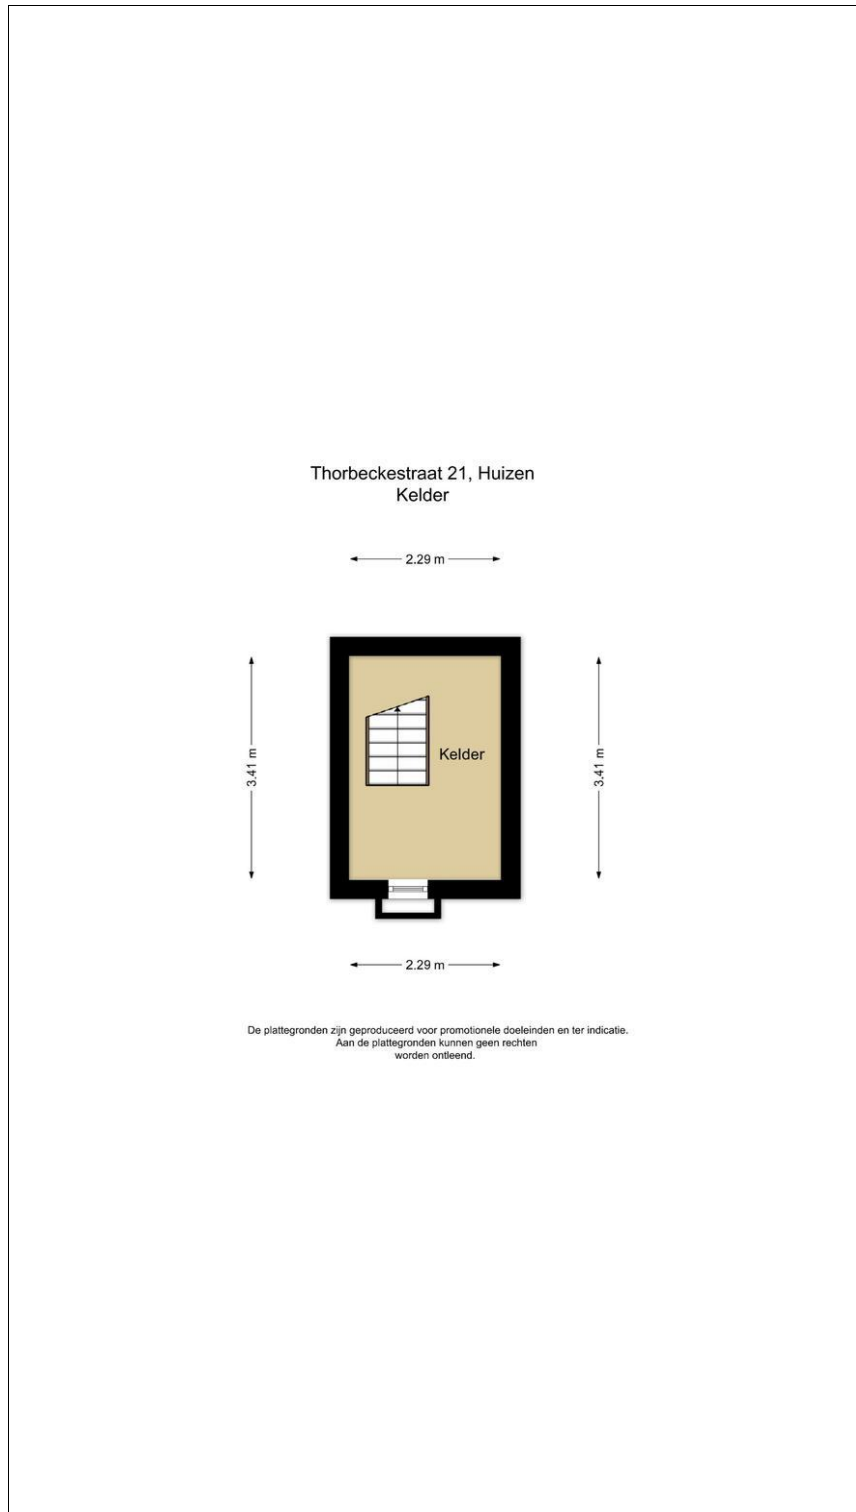 Thorbeckestraat 21, Huizen
Kelder
2.29 m
3.41 m
3.41 m
Kelder
2.29 m
De plattegronden zijn geproduceerd voor promotionele doeleinden en ter indicatie.
Aan de plattegronden kunnen geen rechten
worden ontleend.